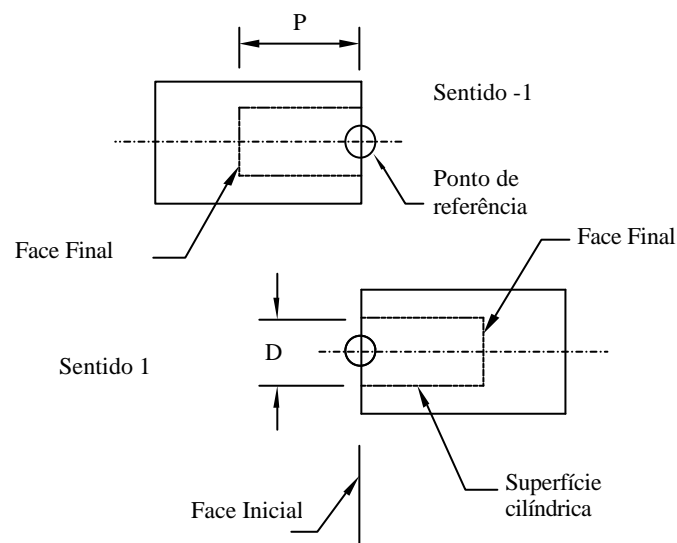 P
Sentido -1
Ponto de
referência
Face Final
Face Final
D
Sentido 1
Superfície
cilíndrica
Face Inicial